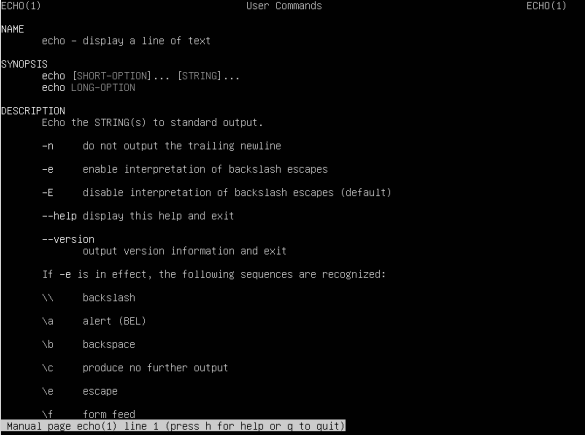 ECHO(1) User Commands ECHO(1)
NAME
echo - display a line of text
SYNOPSIS
echo [SHORT-OPTION]... [STRING]...
echo LONG-OPTION
DESCRIPTION
Echo the STRING(s) to standard output.
-n do not output the trailing newline
-e enable interpretation of backslash escapes
-E disable interpretation of backslash escapes (default)
--help display this help and exit
--version
output version information and exit
If -e is in effect, the following sequences are recognized:
\\ backslash
\a alert (BEL)
\b backspace
\c produce no further output
\e escape
\f form feed
Manual page echo(1) line 1 (press h for help or q to quit)